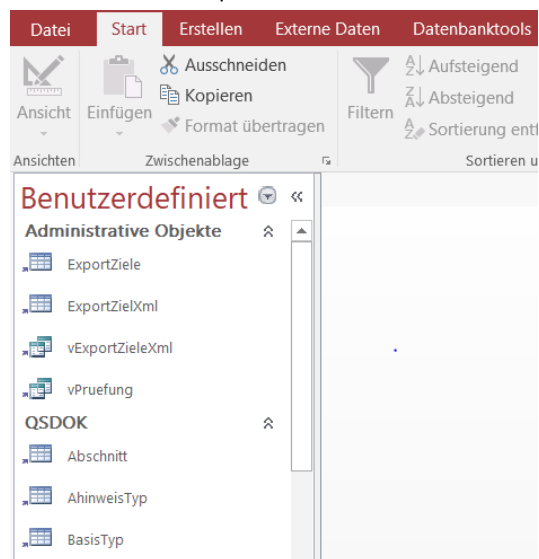 Datei Start Erstellen Externe Daten Datenbanktools
Ausschneiden
Kopieren
Format übertragen
Ansicht Einfügen
Filtern
Aufsteigend
Absteigend
Sortierung entf
Ansichten Zwischenablage Sortieren u
Benutzerdefiniert
Administrative Objekte
ExportZiele
ExportZielXml
vExportZieleXml
vPruefung
QSDOK
Abschnitt
AhinweisTyp
BasisTyp